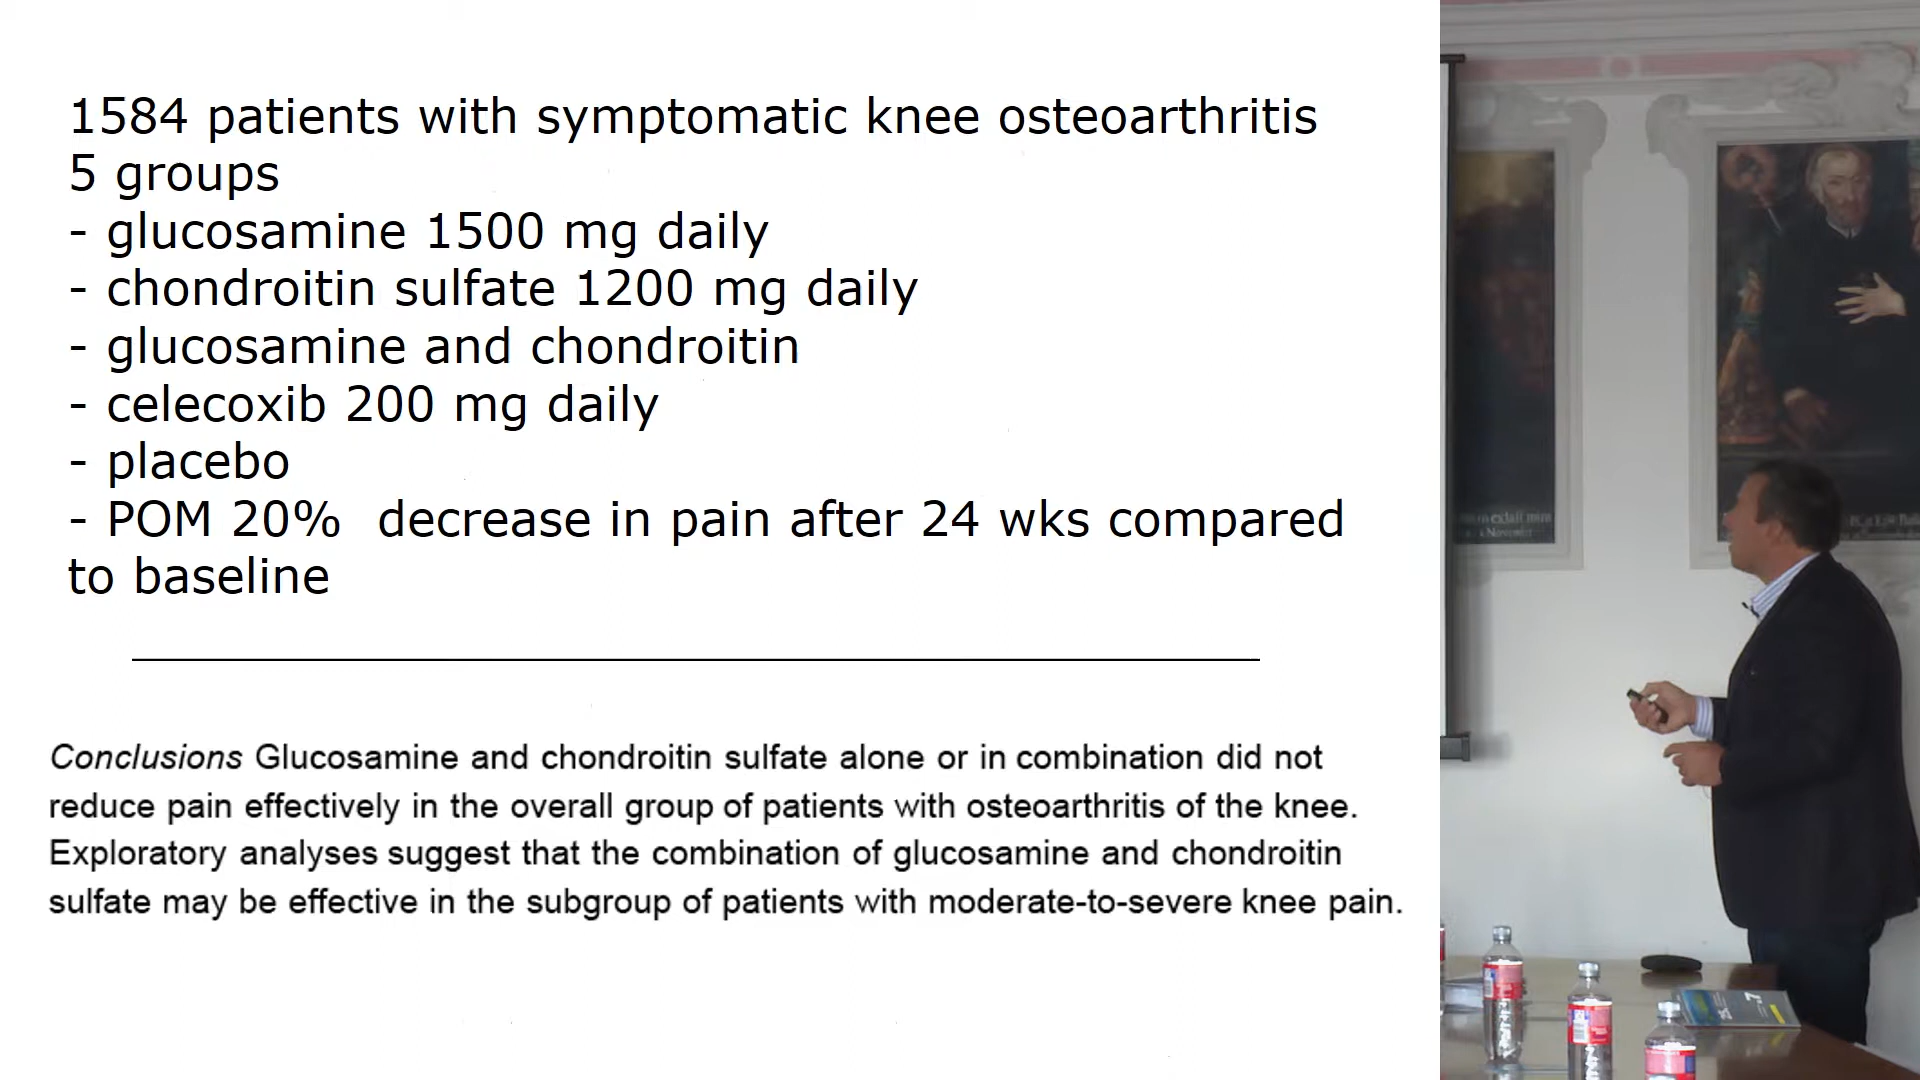 1584 patients with symptomatic knee osteoarthritis
5 groups
- glucosamine 1500 mg daily
- chondroitin sulfate 1200 mg daily
- glucosamine and chondroitin
- celecoxib 200 mg daily
- placebo
- POM 20%  decrease in pain after 24 wks compared
to baseline
Conclusions Glucosamine and chondroitin sulfate alone or in combination did not
reduce pain effectively in the overall group of patients with osteoarthritis of the knee.
Exploratory analyses suggest that the combination of glucosamine and chondroitin
sulfate may be effective in the subgroup of patients with moderate-to-severe knee pain.